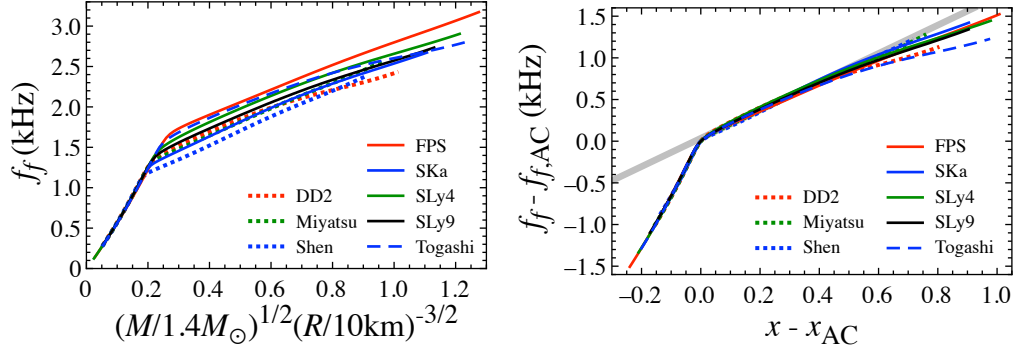 3.0
2.5
2.0
1.5
1.0
0.5
0
f_f (kHz)
FPS
SKa
DD2 SLy4
Miyatsu SLy9
Shen Togashi
0 0.2 0.4 0.6 0.8 1.0 1.2
(M/1.4M⊙)^{1/2}(R/10km)^{-3/2}
1.5
1.0
0.5
0.0
−0.5
−1.0
−1.5
f_f - f_{f,AC} (kHz)
FPS
SKa
DD2 SLy4
Miyatsu SLy9
Shen Togashi
−0.2 0.0 0.2 0.4 0.6 0.8 1.0
x - x_{AC}